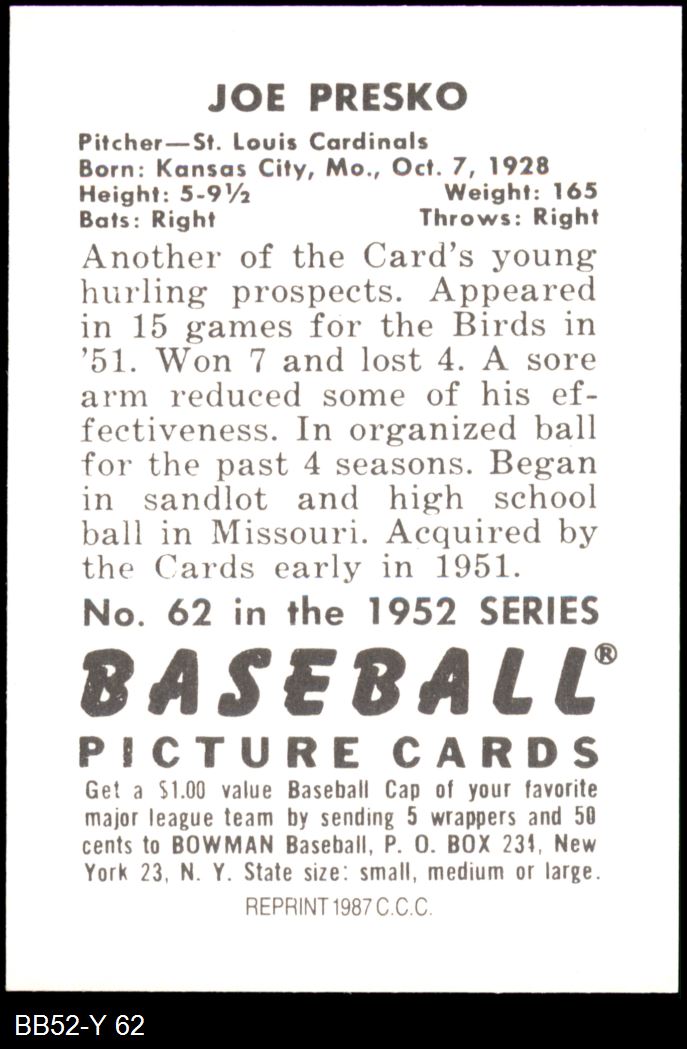 JOE PRESKO
Pitcher—St. Louis Cardinals
Born: Kansas City, Mo., Oct. 7, 1928
Height: 5-9½ Weight: 165
Bats: Right Throws: Right
Another of the Card's young
hurling prospects. Appeared
in 15 games for the Birds in
'51. Won 7 and lost 4. A sore
arm reduced some of his ef-
fectiveness. In organized ball
for the past 4 seasons. Began
in sandlot and high school
ball in Missouri. Acquired by
the Cards early in 1951.
No. 62 in the 1952 SERIES
BASEBALL®
PICTURE CARDS
Get a $1.00 value Baseball Cap of your favorite
major league team by sending 5 wrappers and 50
cents to BOWMAN Baseball, P. O. BOX 231, New
York 23, N. Y. State size: small, medium or large.
REPRINT 1987 C.C.C.
BB52-Y 62